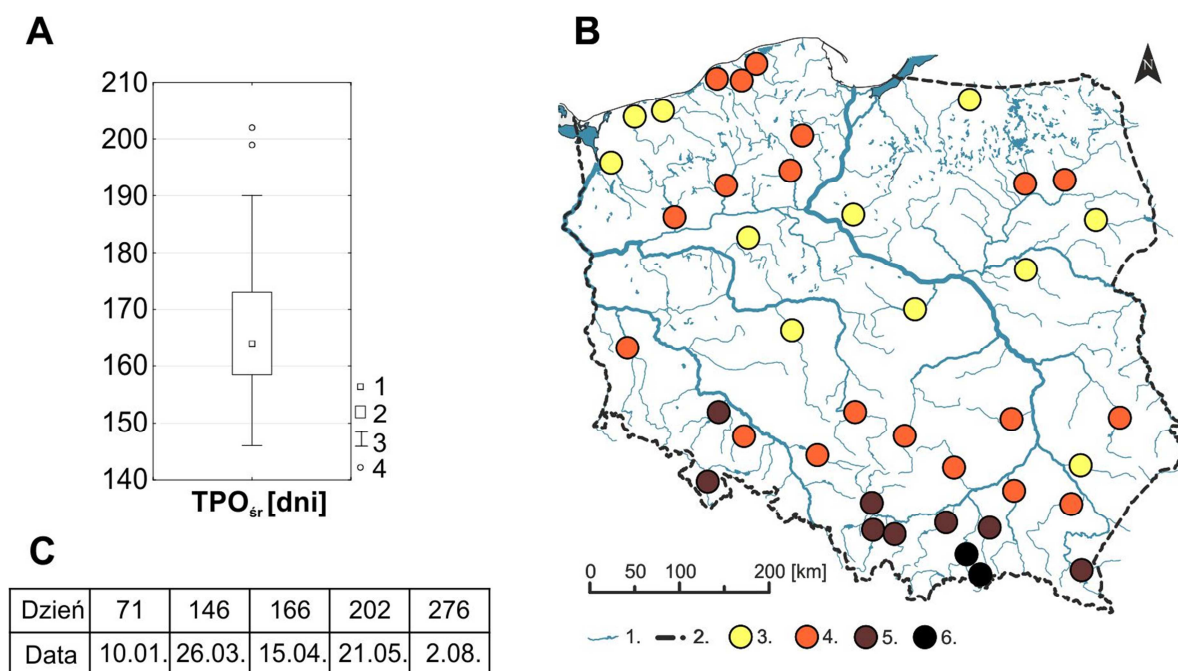 A
210
200
190
180
170
160
150
140
1
2
3
4
TPOśr [dni]
B
N
0 50 100 200 [km]
1. 2. 3. 4. 5. 6.
C
Dzień 71 146 166 202 276
Data 10.01. 26.03. 15.04. 21.05. 2.08.